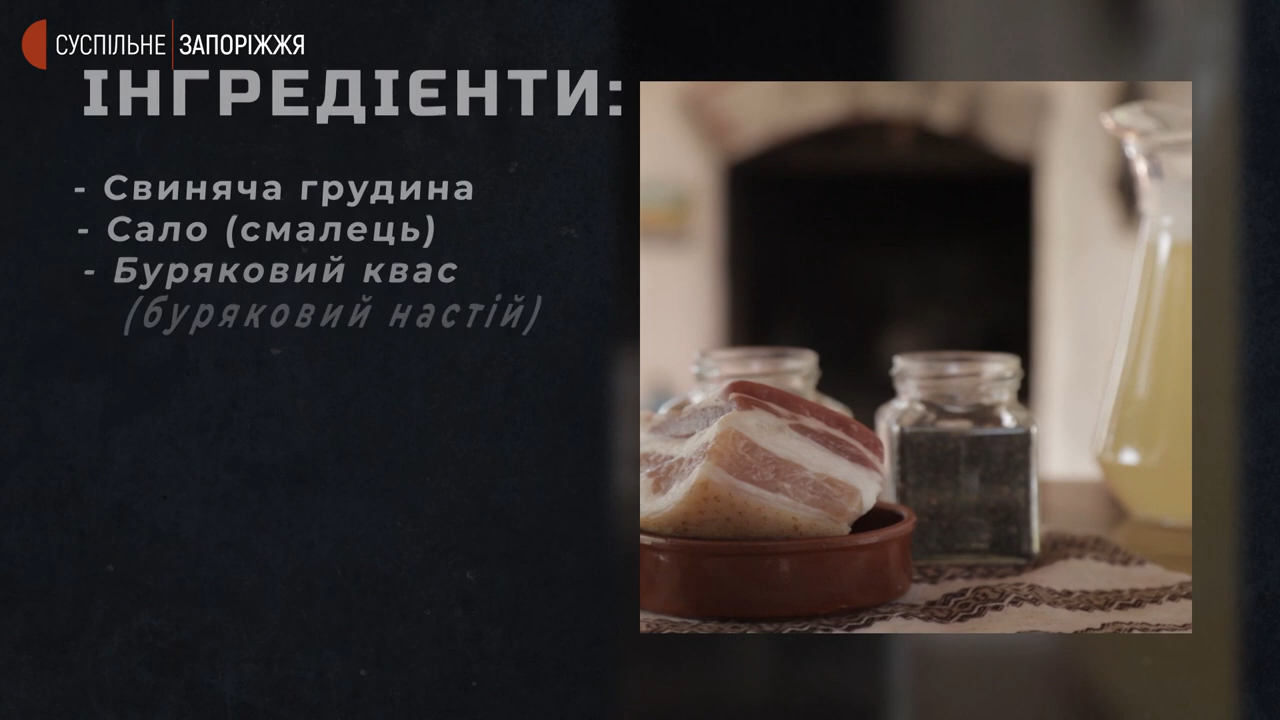 СУСПІЛЬНЕ ЗАПОРІЖЖЯ
ІНГРЕДІЄНТИ:
- Свиняча грудина
- Сало (смалець)
- Буряковий квас
(буряковий настій)